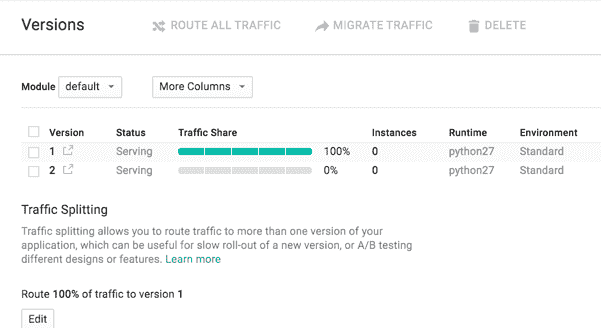 Versions ROUTE ALL TRAFFIC MIGRATE TRAFFIC DELETE
Module default More Columns
Version Status Traffic Share Instances Runtime Environment
1 Serving 100% 0 python27 Standard
2 Serving 0% 0 python27 Standard
Traffic Splitting
Traffic splitting allows you to route traffic to more than one version of your
application, which can be useful for slow roll-out of a new version, or A/B testing
different designs or features. Learn more
Route 100% of traffic to version 1
Edit